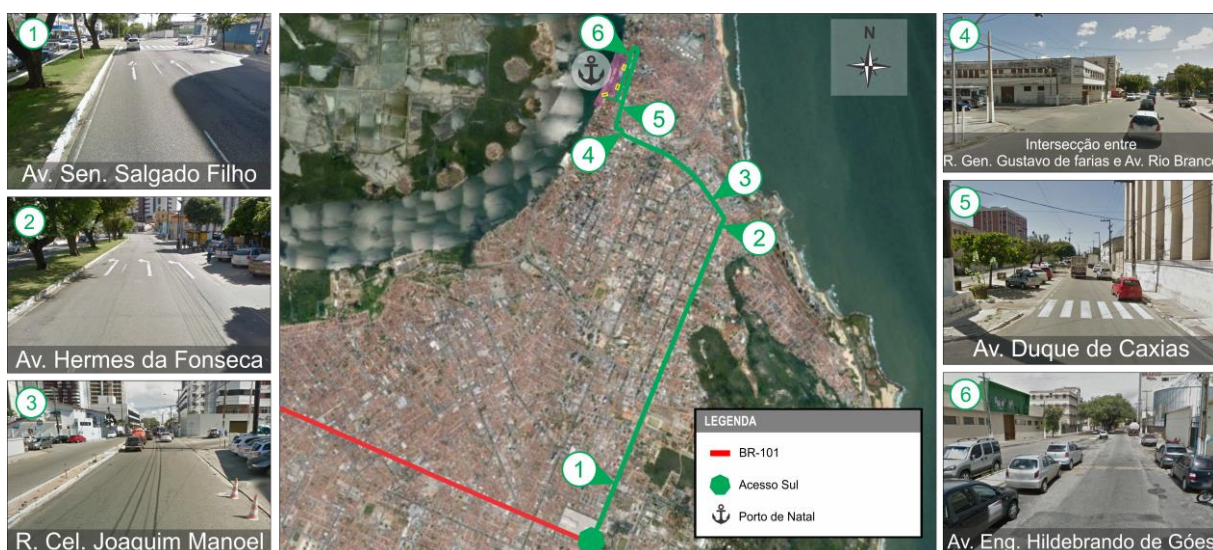 1
Av. Sen. Salgado Filho
2
Av. Hermes da Fonseca
3
R. Cel. Joaquim Manoel
6
5
4
3
2
1
N
LEGENDA
BR-101
Acesso Sul
Porto de Natal
4
Intersecção entre
R. Gen. Gustavo de farias e Av. Rio Branco
5
Av. Duque de Caxias
6
Av. Eng. Hildebrando de Góes